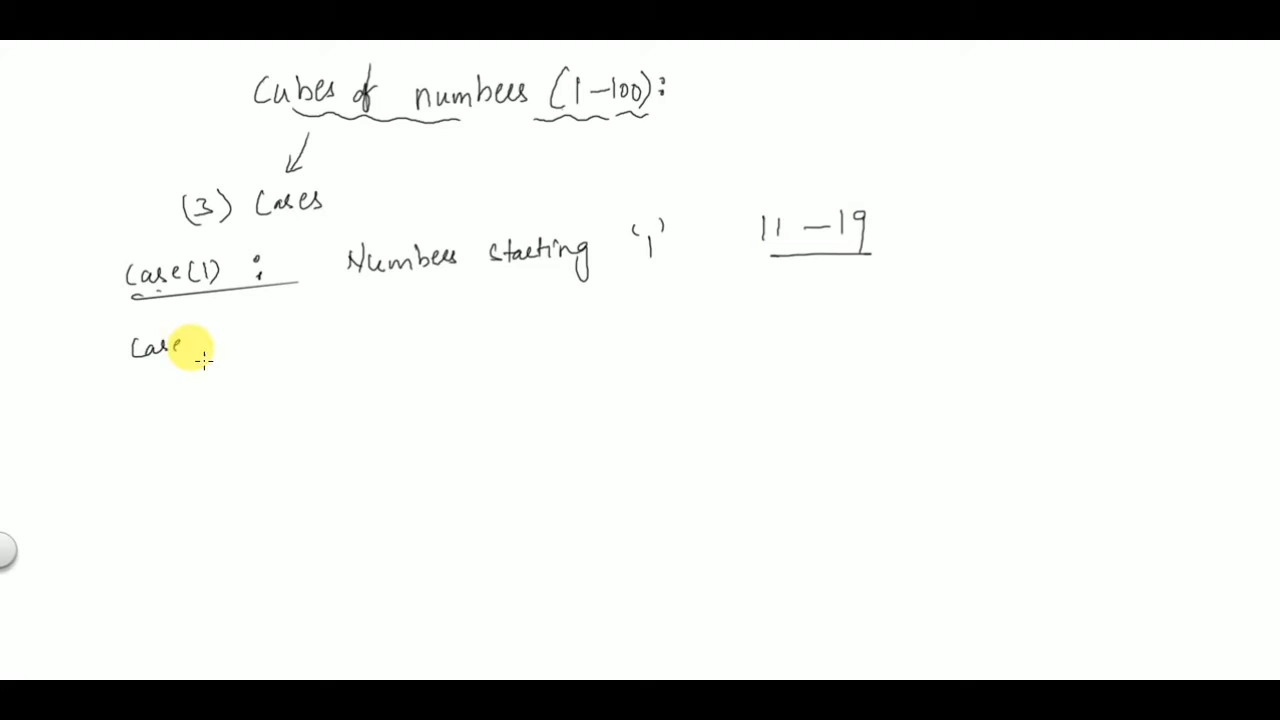 Cubes of numbers (1-100):
(3) Cases
Case(1) : Numbers starting '1' 11 - 19
Case